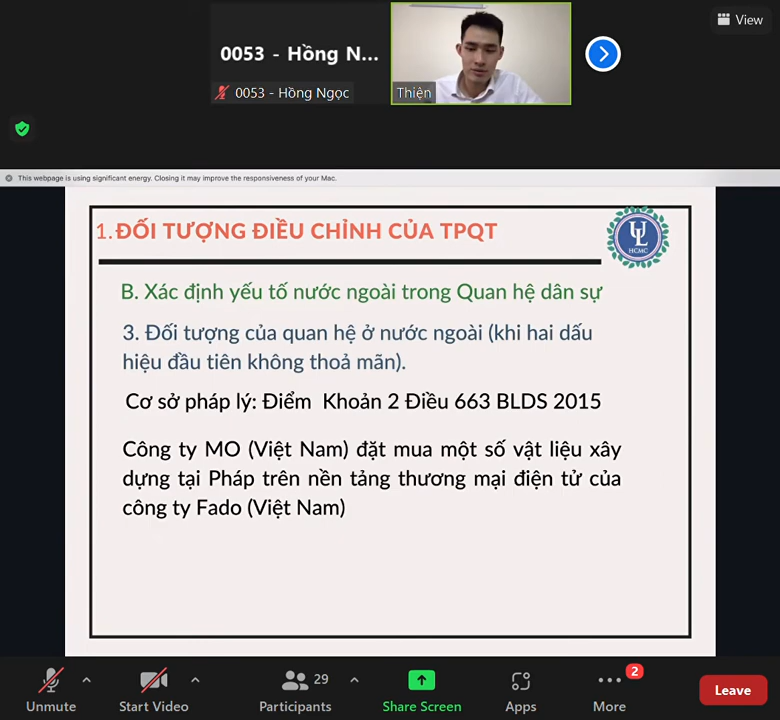 View
0053 - Hồng N...
0053 - Hồng Ngọc
Thiện
This webpage is using significant energy. Closing it may improve the responsiveness of your Mac.
1.ĐỐI TƯỢNG ĐIỀU CHỈNH CỦA TPQT
UL
HCMC
B. Xác định yếu tố nước ngoài trong Quan hệ dân sự
3. Đối tượng của quan hệ ở nước ngoài (khi hai dấu
hiệu đầu tiên không thoả mãn).
Cơ sở pháp lý: Điểm  Khoản 2 Điều 663 BLDS 2015
Công ty MO (Việt Nam) đặt mua một số vật liệu xây
dựng tại Pháp trên nền tảng thương mại điện tử của
công ty Fado (Việt Nam)
29
2
Unmute
Start Video
Participants
Share Screen
Apps
More
Leave